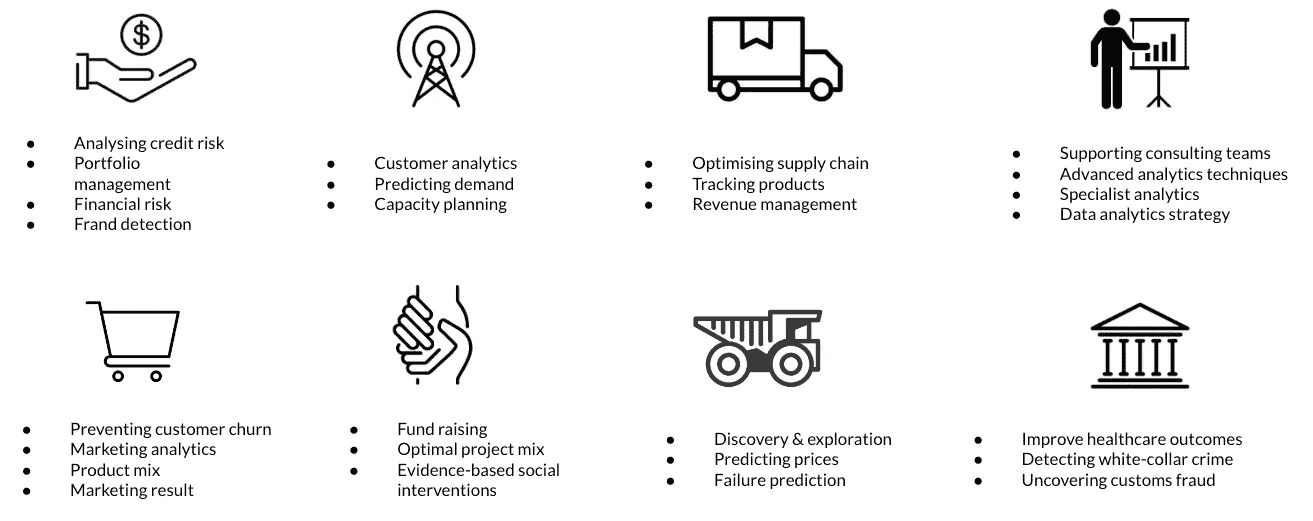 $
● Analysing credit risk
● Portfolio
management
● Financial risk
● Frand detection
● Customer analytics
● Predicting demand
● Capacity planning
● Optimising supply chain
● Tracking products
● Revenue management
● Supporting consulting teams
● Advanced analytics techniques
● Specialist analytics
● Data analytics strategy
● Preventing customer churn
● Marketing analytics
● Product mix
● Marketing result
● Fund raising
● Optimal project mix
● Evidence-based social
interventions
● Discovery & exploration
● Predicting prices
● Failure prediction
● Improve healthcare outcomes
● Detecting white-collar crime
● Uncovering customs fraud